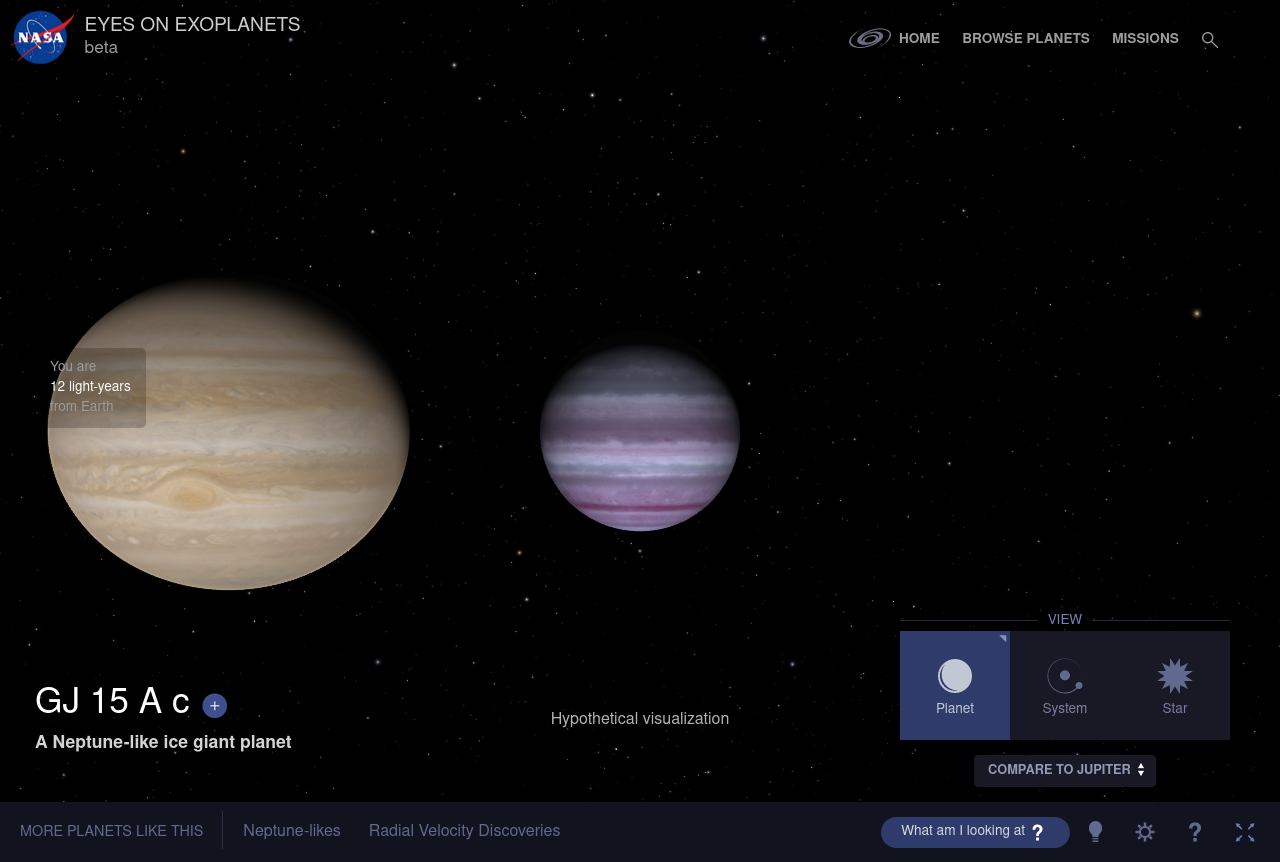 NASA
EYES ON EXOPLANETS
beta
HOME BROWSE PLANETS MISSIONS
You are
12 light-years
from Earth
VIEW
Planet System Star
GJ 15 A c +
A Neptune-like ice giant planet
Hypothetical visualization
COMPARE TO JUPITER
MORE PLANETS LIKE THIS Neptune-likes Radial Velocity Discoveries
What am I looking at ? ?